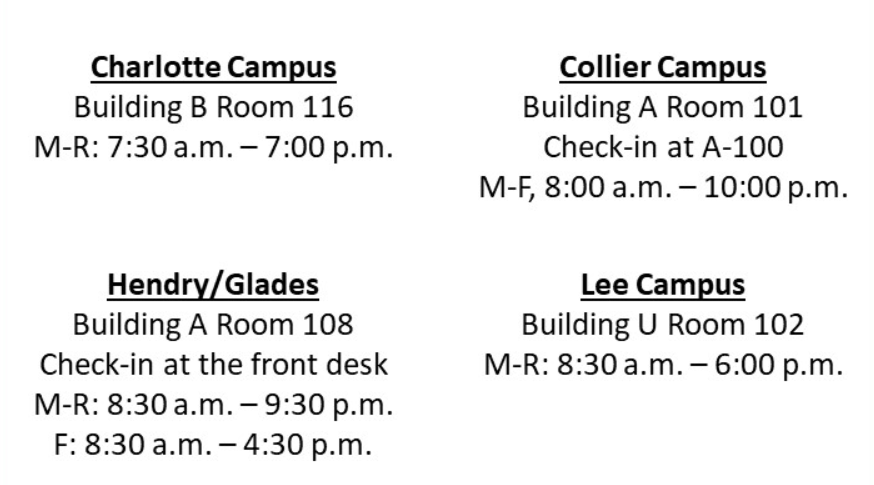 Charlotte Campus
Building B Room 116
M-R: 7:30 a.m. – 7:00 p.m.
Collier Campus
Building A Room 101
Check-in at A-100
M-F, 8:00 a.m. – 10:00 p.m.
Hendry/Glades
Building A Room 108
Check-in at the front desk
M-R: 8:30 a.m. – 9:30 p.m.
F: 8:30 a.m. – 4:30 p.m.
Lee Campus
Building U Room 102
M-R: 8:30 a.m. – 6:00 p.m.